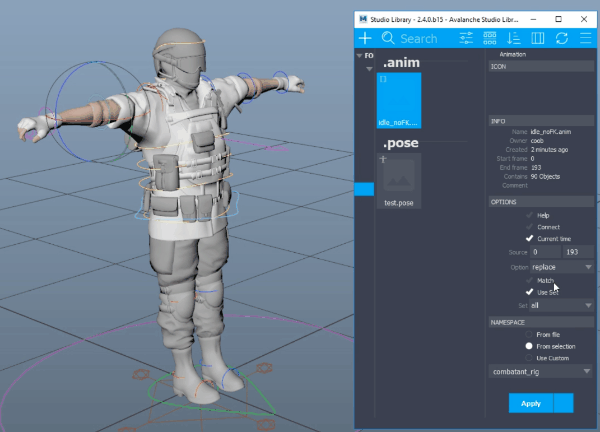 Studio Library - 2.4.0.b15 - Avalanche Studio Libr...
Search
FO
.anim
idle_noFK....
.pose
test.pose
Animation
ICON
INFO
Name idle_noFK.anim
Owner coob
Created 2 minutes ago
Start frame 0
End frame 193
Contains 90 Objects
Comment
OPTIONS
Help
Connect
Current time
Source 0 193
Option replace
Match
Use Set
Set all
NAMESPACE
From file
From selection
Use Custom
combatant_rig
Apply